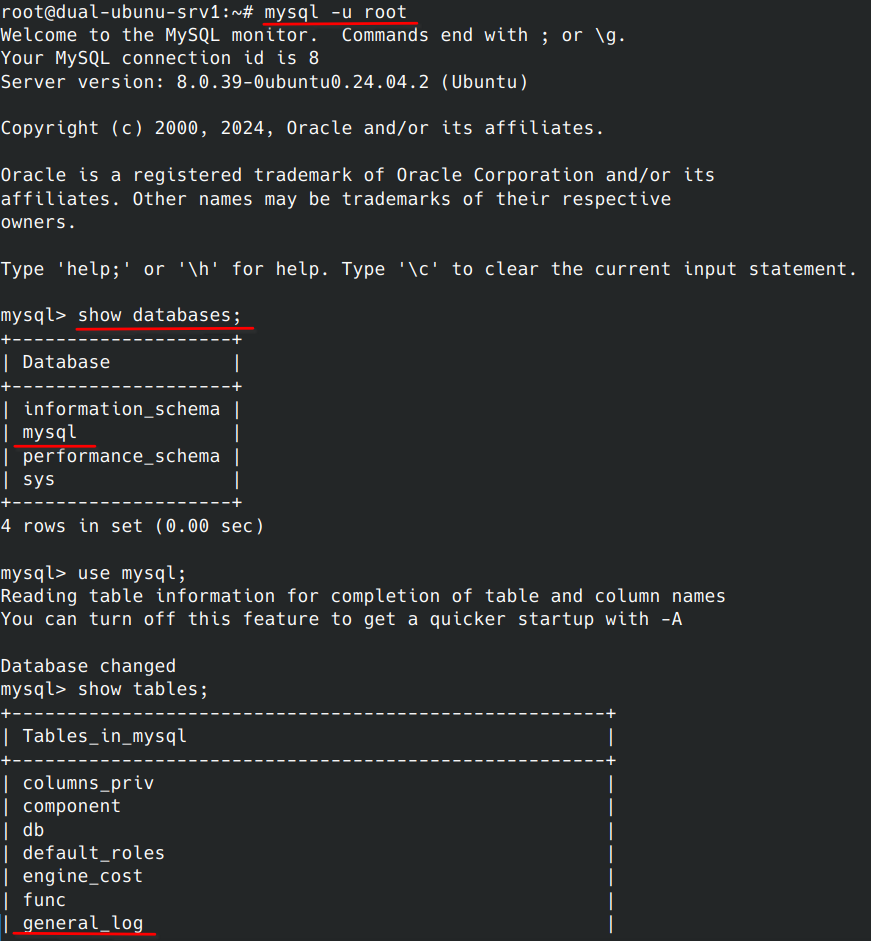 root@dual-ubunu-srv1:~# mysql -u root
Welcome to the MySQL monitor.  Commands end with ; or \g.
Your MySQL connection id is 8
Server version: 8.0.39-0ubuntu0.24.04.2 (Ubuntu)

Copyright (c) 2000, 2024, Oracle and/or its affiliates.

Oracle is a registered trademark of Oracle Corporation and/or its
affiliates. Other names may be trademarks of their respective
owners.

Type 'help;' or '\h' for help. Type '\c' to clear the current input statement.

mysql> show databases;
+--------------------+
| Database           |
+--------------------+
| information_schema |
| mysql              |
| performance_schema |
| sys                |
+--------------------+
4 rows in set (0.00 sec)

mysql> use mysql;
Reading table information for completion of table and column names
You can turn off this feature to get a quicker startup with -A

Database changed
mysql> show tables;
+------------------------------------------------------+
| Tables_in_mysql                                      |
+------------------------------------------------------+
| columns_priv                                         |
| component                                            |
| db                                                   |
| default_roles                                        |
| engine_cost                                          |
| func                                                 |
| general_log                                          |